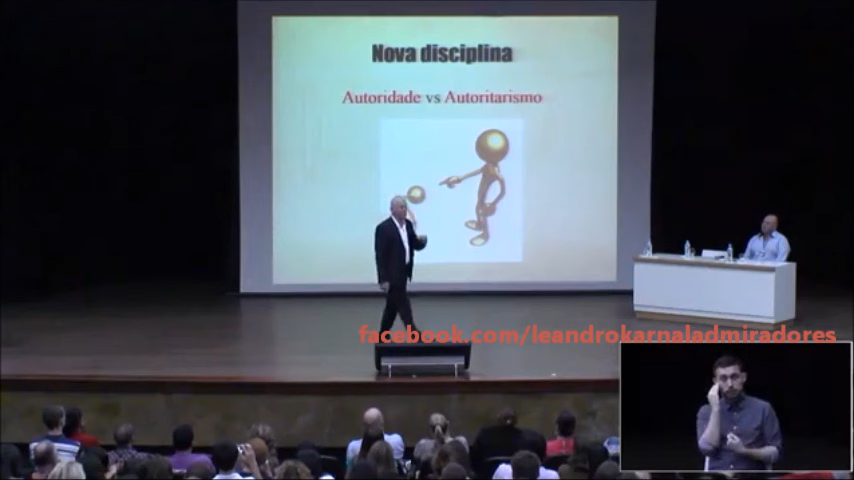 Nova disciplina
Autoridade vs Autoritarismo
facebook.com/leandrokarnaladmiradores